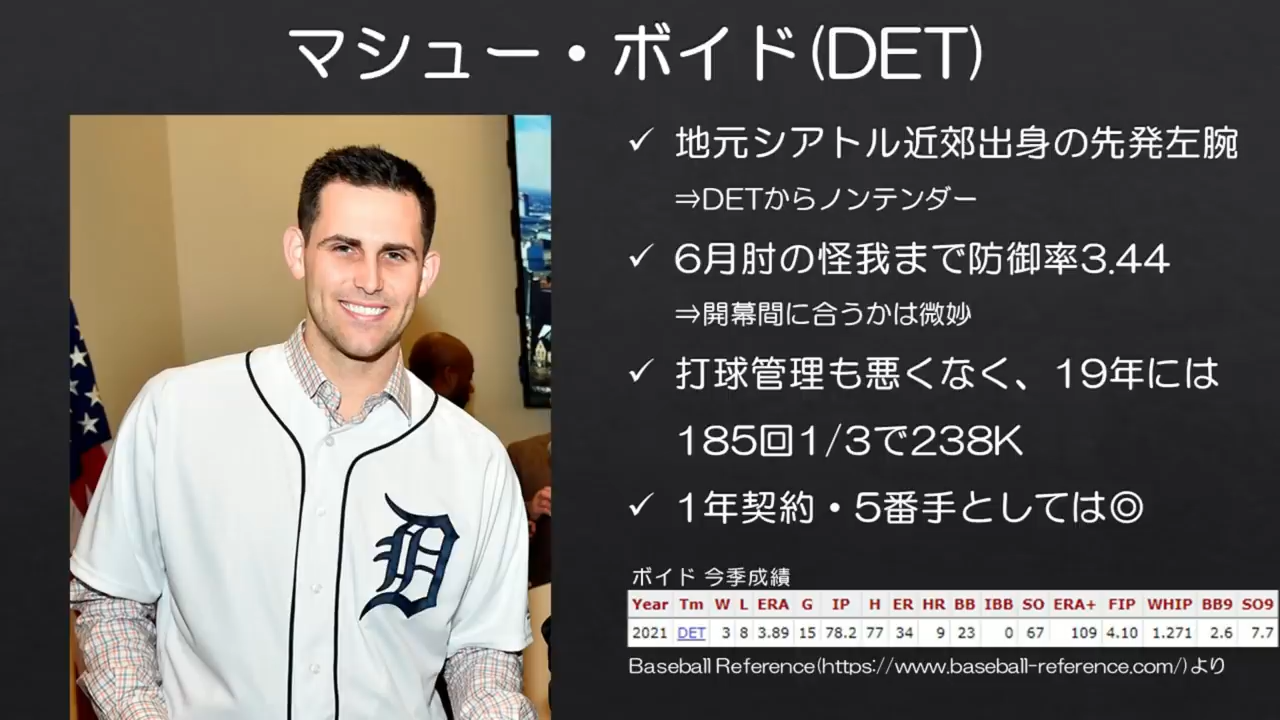 マシュー・ボイド(DET)
✓ 地元シアトル近郊出身の先発左腕
⇒DETからノンテンダー
✓ 6月肘の怪我まで防御率3.44
⇒開幕間に合うかは微妙
✓ 打球管理も悪くなく、19年には
185回1/3で238K
✓ 1年契約・5番手としては◎
ボイド 今季成績
Year Tm W L ERA G IP H ER HR BB IBB SO ERA+ FIP WHIP BB9 SO9
2021 DET 3 8 3.89 15 78.2 77 34 9 23 0 67 109 4.10 1.271 2.6 7.7
Baseball Reference(https://www.baseball-reference.com/)より
D